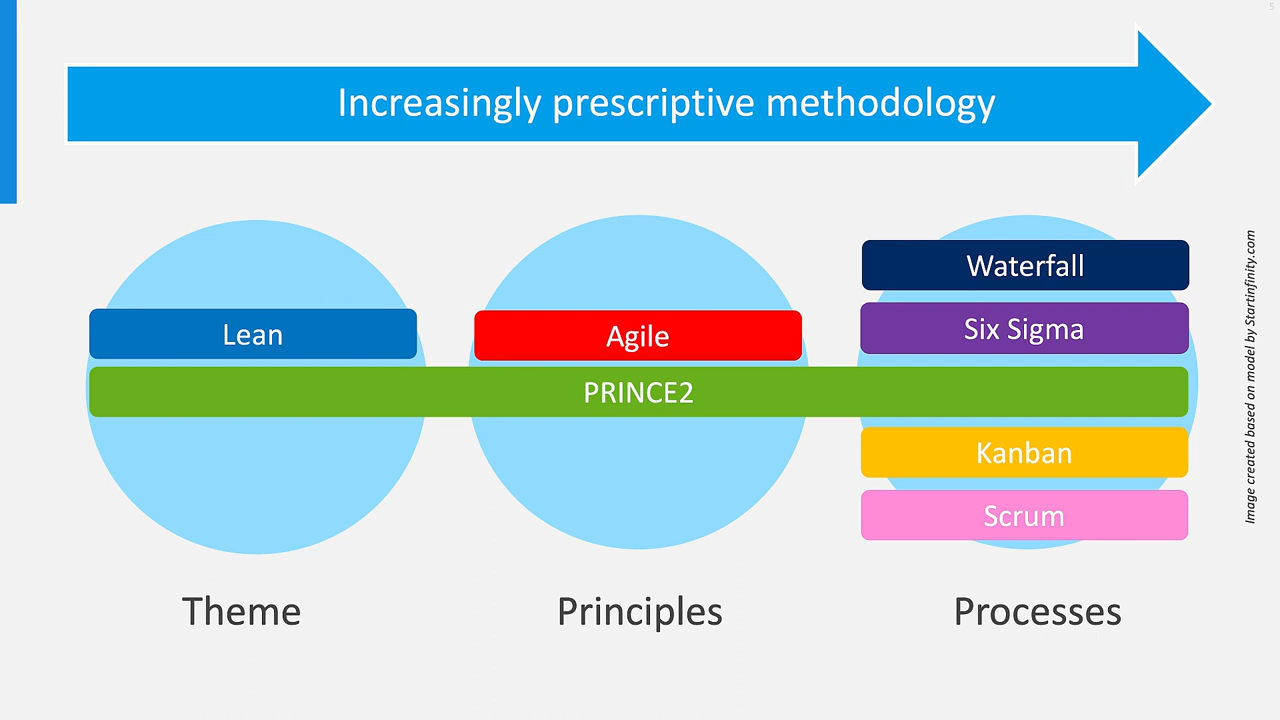 5
Increasingly prescriptive methodology
Waterfall
Six Sigma
Lean
Agile
PRINCE2
Kanban
Scrum
Theme
Principles
Processes
Image created based on model by Startinfinity.com